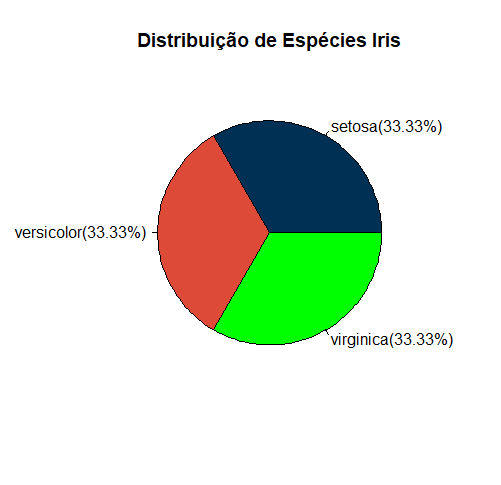 Distribuição de Espécies Iris
setosa(33.33%)
versicolor(33.33%)
virginica(33.33%)